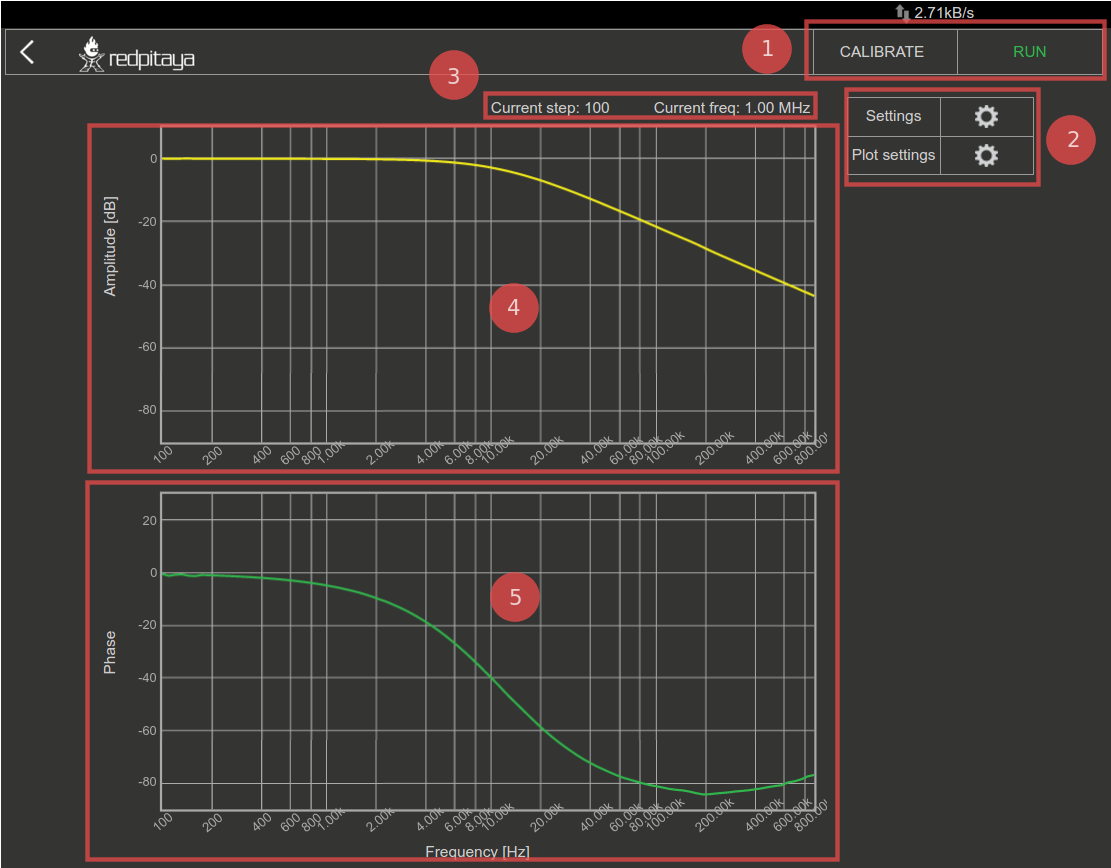 2.71kB/s
redpitaya
1
CALIBRATE
RUN
3
Current step: 100
Current freq: 1.00 MHz
Settings
Plot settings
2
Amplitude [dB]
0
-20
-40
-60
-80
4
100
200
400
600
800
1.00k
2.00k
4.00k
6.00k
8.00k
10.00k
20.00k
40.00k
60.00k
80.00k
100.00k
200.00k
400.00k
600.00k
800.00
Phase
20
0
-20
-40
-60
-80
5
100
200
400
600
800
1.00k
2.00k
4.00k
6.00k
8.00k
10.00k
20.00k
40.00k
60.00k
80.00k
100.00k
200.00k
400.00k
600.00k
800.00
Frequency [Hz]